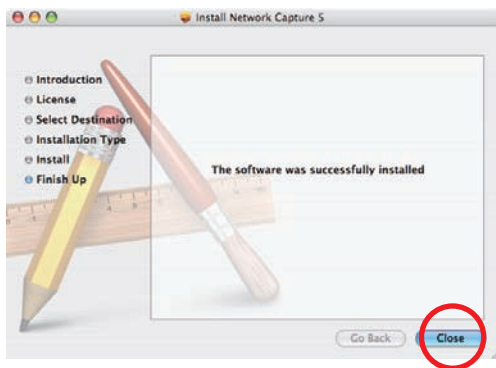 Install Network Capture 5
Introduction
License
Select Destination
Installation Type
Install
Finish Up
The software was successfully installed
Go Back
Close